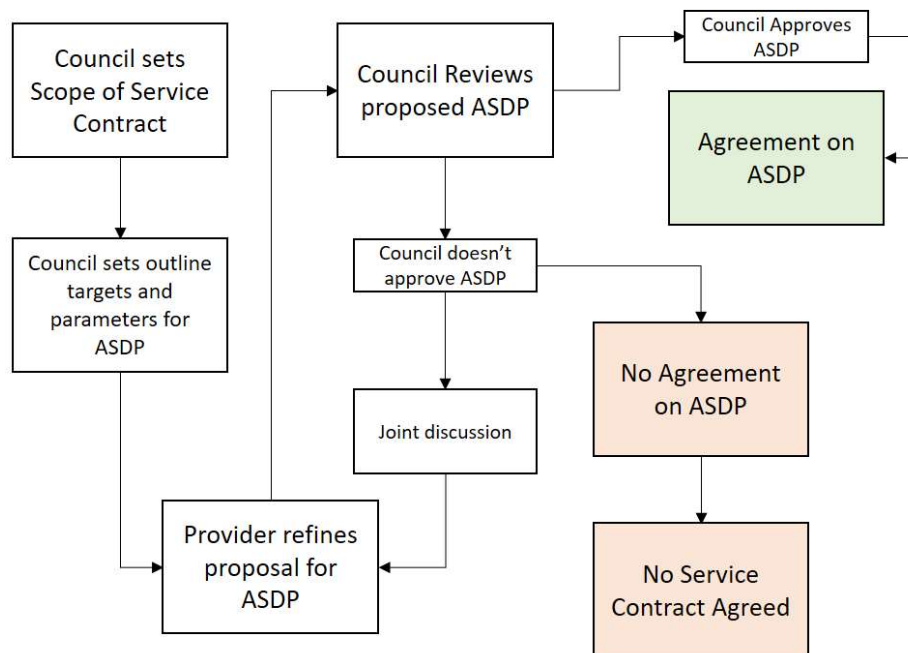 Council sets
Scope of Service
Contract
Council sets outline
targets and
parameters for
ASDP
Provider refines
proposal for
ASDP
Council Reviews
proposed ASDP
Council Approves
ASDP
Agreement on
ASDP
Council doesn’t
approve ASDP
Joint discussion
No Agreement
on ASDP
No Service
Contract Agreed